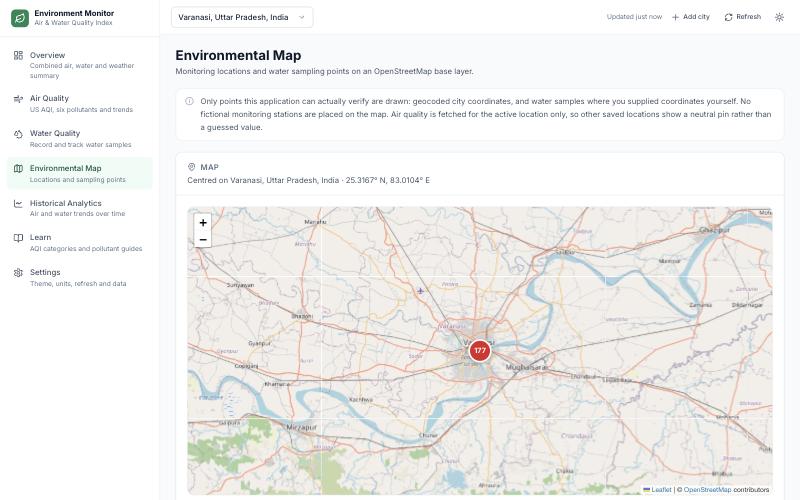 Environment Monitor
Air & Water Quality Index
Overview
Combined air, water and weather
summary
Air Quality
US AQI, six pollutants and trends
Water Quality
Record and track water samples
Environmental Map
Locations and sampling points
Historical Analytics
Air and water trends over time
Learn
AQI categories and pollutant guides
Settings
Theme, units, refresh and data
Varanasi, Uttar Pradesh, India
Updated just now
Add city
Refresh
Environmental Map
Monitoring locations and water sampling points on an OpenStreetMap base layer.
Only points this application can actually verify are drawn: geocoded city coordinates, and water samples where you supplied coordinates yourself. No
fictional monitoring stations are placed on the map. Air quality is fetched for the active location only, so other saved locations show a neutral pin rather than
a guessed value.
MAP
Centred on Varanasi, Uttar Pradesh, India · 25.3167° N, 83.0104° E
+
−
Mariahu
Ghazipur
Suriyawan
Zamania
Dildarnagar
Bhadohi
Gyanpur
Varanasi
177
Gopiganj
Mughalsarai
Kachhwa
Mirzapur
Chunar
Chakia
Leaflet | © OpenStreetMap contributors